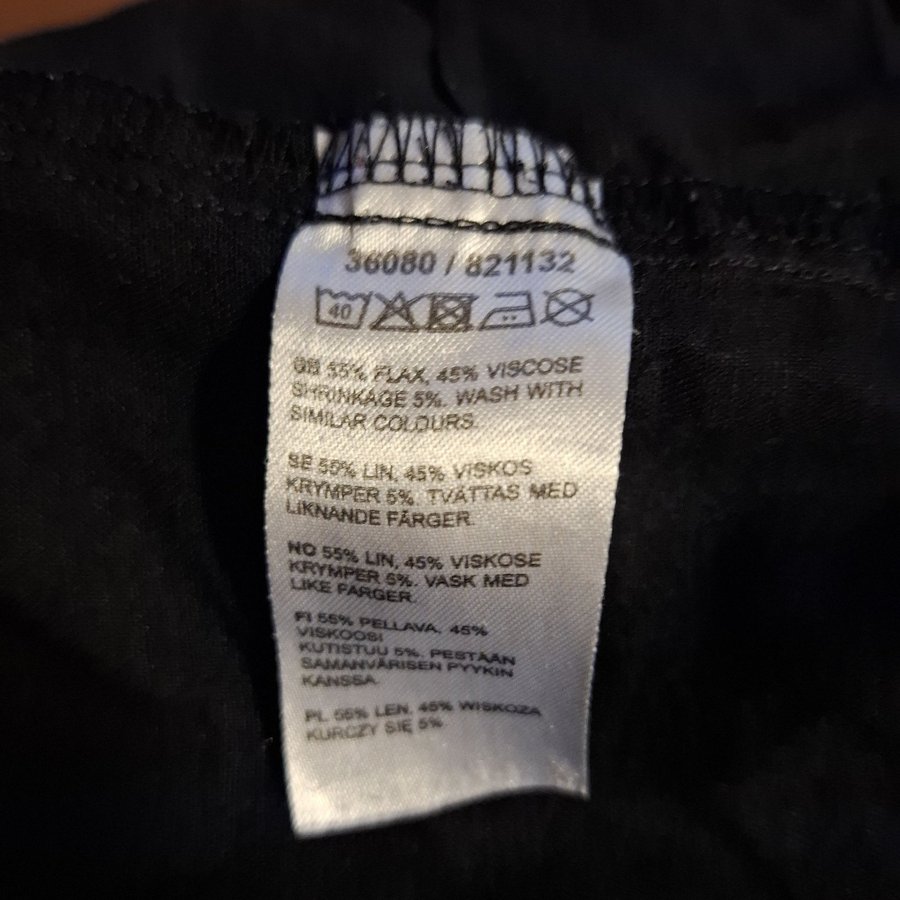 36080 / 821132
40
GB 55% FLAX, 45% VISCOSE
SHRINKAGE 5%. WASH WITH
SIMILAR COLOURS.
SE 55% LIN, 45% VISKOS
KRYMPER 5%. TVÄTTAS MED
LIKNANDE FÄRGER.
NO 55% LIN, 45% VISKOSE
KRYMPER 5%. VASK MED
LIKE FARGER.
FI 55% PELLAVA, 45%
VISKOOSI
KUTISTUU 5%. PESTÄÄN
SAMANVÄRISEN PYYKIN
KANSSA.
PL 55% LEN, 45% WISKOZA
KURCZY SIĘ 5%